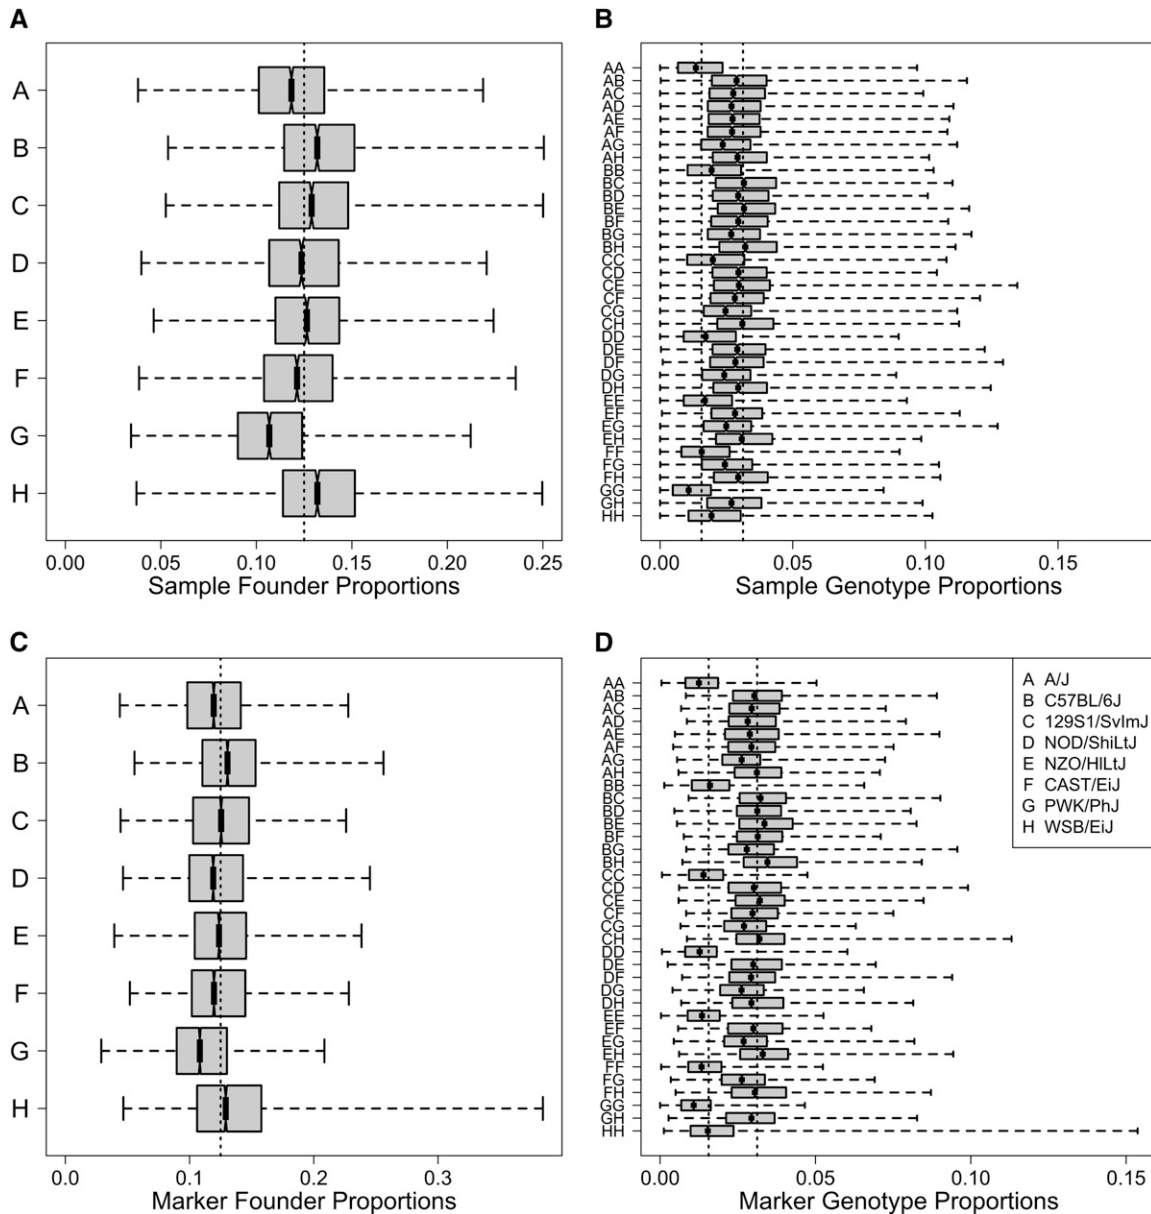 A
A
B
C
D
E
F
G
H
0.00 0.05 0.10 0.15 0.20 0.25
Sample Founder Proportions
B
AA
AB
AC
AD
AE
AF
AG
AH
BB
BC
BD
BE
BF
BG
BH
CC
CD
CE
CF
CG
CH
DD
DE
DF
DG
DH
EE
EF
EG
EH
FF
FG
FH
GG
GH
HH
0.00 0.05 0.10 0.15
Sample Genotype Proportions
C
A
B
C
D
E
F
G
H
0.0 0.1 0.2 0.3
Marker Founder Proportions
D
AA
AB
AC
AD
AE
AF
AG
AH
BB
BC
BD
BE
BF
BG
BH
CC
CD
CE
CF
CG
CH
DD
DE
DF
DG
DH
EE
EF
EG
EH
FF
FG
FH
GG
GH
HH
0.00 0.05 0.10 0.15
Marker Genotype Proportions
A A/J
B C57BL/6J
C 129S1/SvImJ
D NOD/ShiLtJ
E NZO/HlLtJ
F CAST/EiJ
G PWK/PhJ
H WSB/EiJ